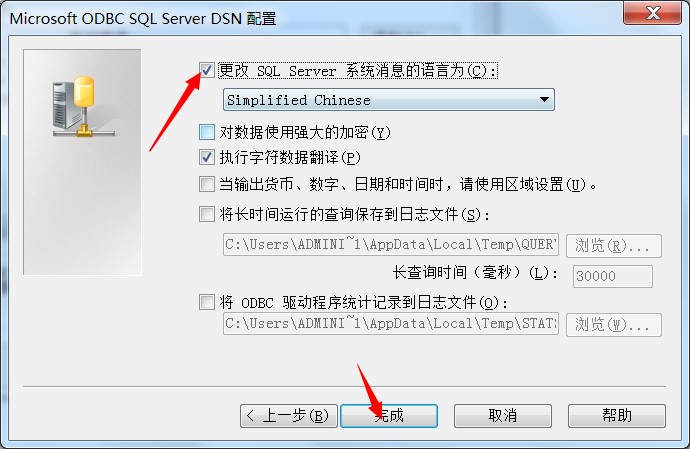 Microsoft ODBC SQL Server DSN 配置
更改 SQL Server 系统消息的语言为(C):
Simplified Chinese
对数据使用强大的加密(Y)
执行字符数据翻译(P)
当输出货币、数字、日期和时间时，请使用区域设置(U)。
将长时间运行的查询保存到日志文件(S):
C:\Users\ADMINI~1\AppData\Local\Temp\QUERY 浏览(R)...
长查询时间（毫秒）(L): 30000
将 ODBC 驱动程序统计记录到日志文件(O):
C:\Users\ADMINI~1\AppData\Local\Temp\STATS 浏览(W)...
< 上一步(B) 完成 取消 帮助